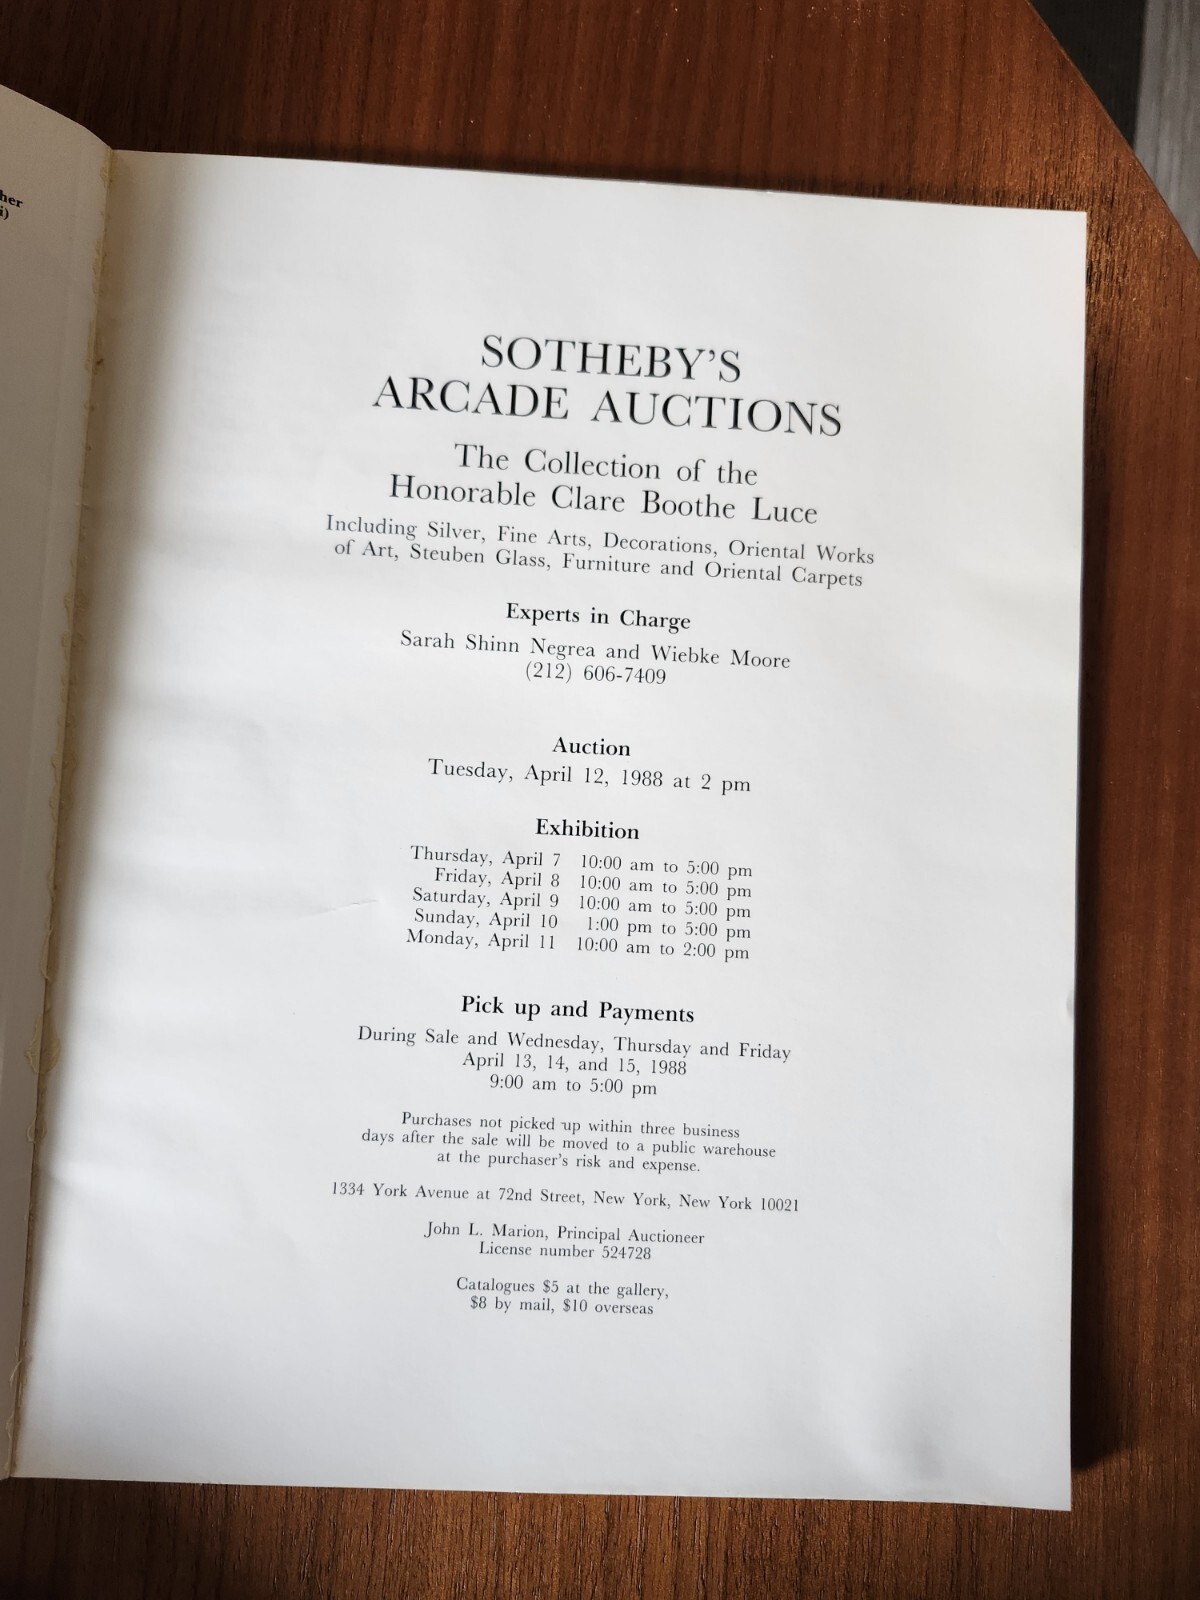 her
i)
SOTHEBY'S
ARCADE AUCTIONS
The Collection of the
Honorable Clare Boothe Luce
Including Silver, Fine Arts, Decorations, Oriental Works
of Art, Steuben Glass, Furniture and Oriental Carpets
Experts in Charge
Sarah Shinn Negrea and Wiebke Moore
(212) 606-7409
Auction
Tuesday, April 12, 1988 at 2 pm
Exhibition
Thursday, April 7 10:00 am to 5:00 pm
Friday, April 8 10:00 am to 5:00 pm
Saturday, April 9 10:00 am to 5:00 pm
Sunday, April 10 1:00 pm to 5:00 pm
Monday, April 11 10:00 am to 2:00 pm
Pick up and Payments
During Sale and Wednesday, Thursday and Friday
April 13, 14, and 15, 1988
9:00 am to 5:00 pm
Purchases not picked up within three business
days after the sale will be moved to a public warehouse
at the purchaser's risk and expense.
1334 York Avenue at 72nd Street, New York, New York 10021
John L. Marion, Principal Auctioneer
License number 524728
Catalogues $5 at the gallery,
$8 by mail, $10 overseas